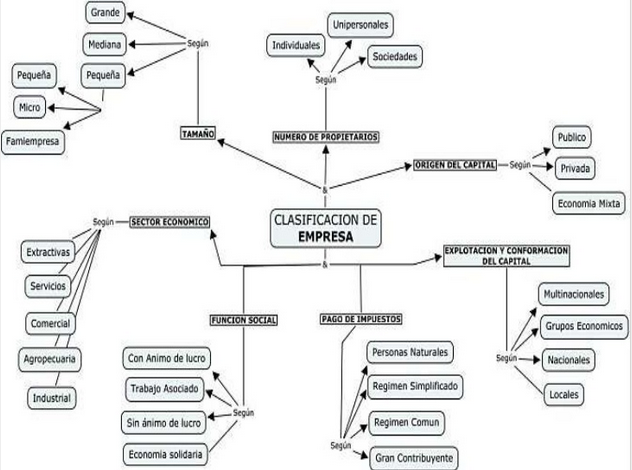 Grande
Mediana
Pequeña
Según
Pequeña
Micro
Famiempresa
TAMAÑO
Unipersonales
Individuales
Sociedades
Según
NUMERO DE PROPIETARIOS
ORIGEN DEL CAPITAL
Según
Publico
Privada
Economia Mixta
&
CLASIFICACION DE
EMPRESA
&
SECTOR ECONOMICO
Según
Extractivas
Servicios
Comercial
Agropecuaria
Industrial
FUNCION SOCIAL
Según
Con Animo de lucro
Trabajo Asociado
Sin ánimo de lucro
Economia solidaria
PAGO DE IMPUESTOS
Según
Personas Naturales
Regimen Simplificado
Regimen Comun
Gran Contribuyente
EXPLOTACION Y CONFORMACION
DEL CAPITAL
Según
Multinacionales
Grupos Economicos
Nacionales
Locales